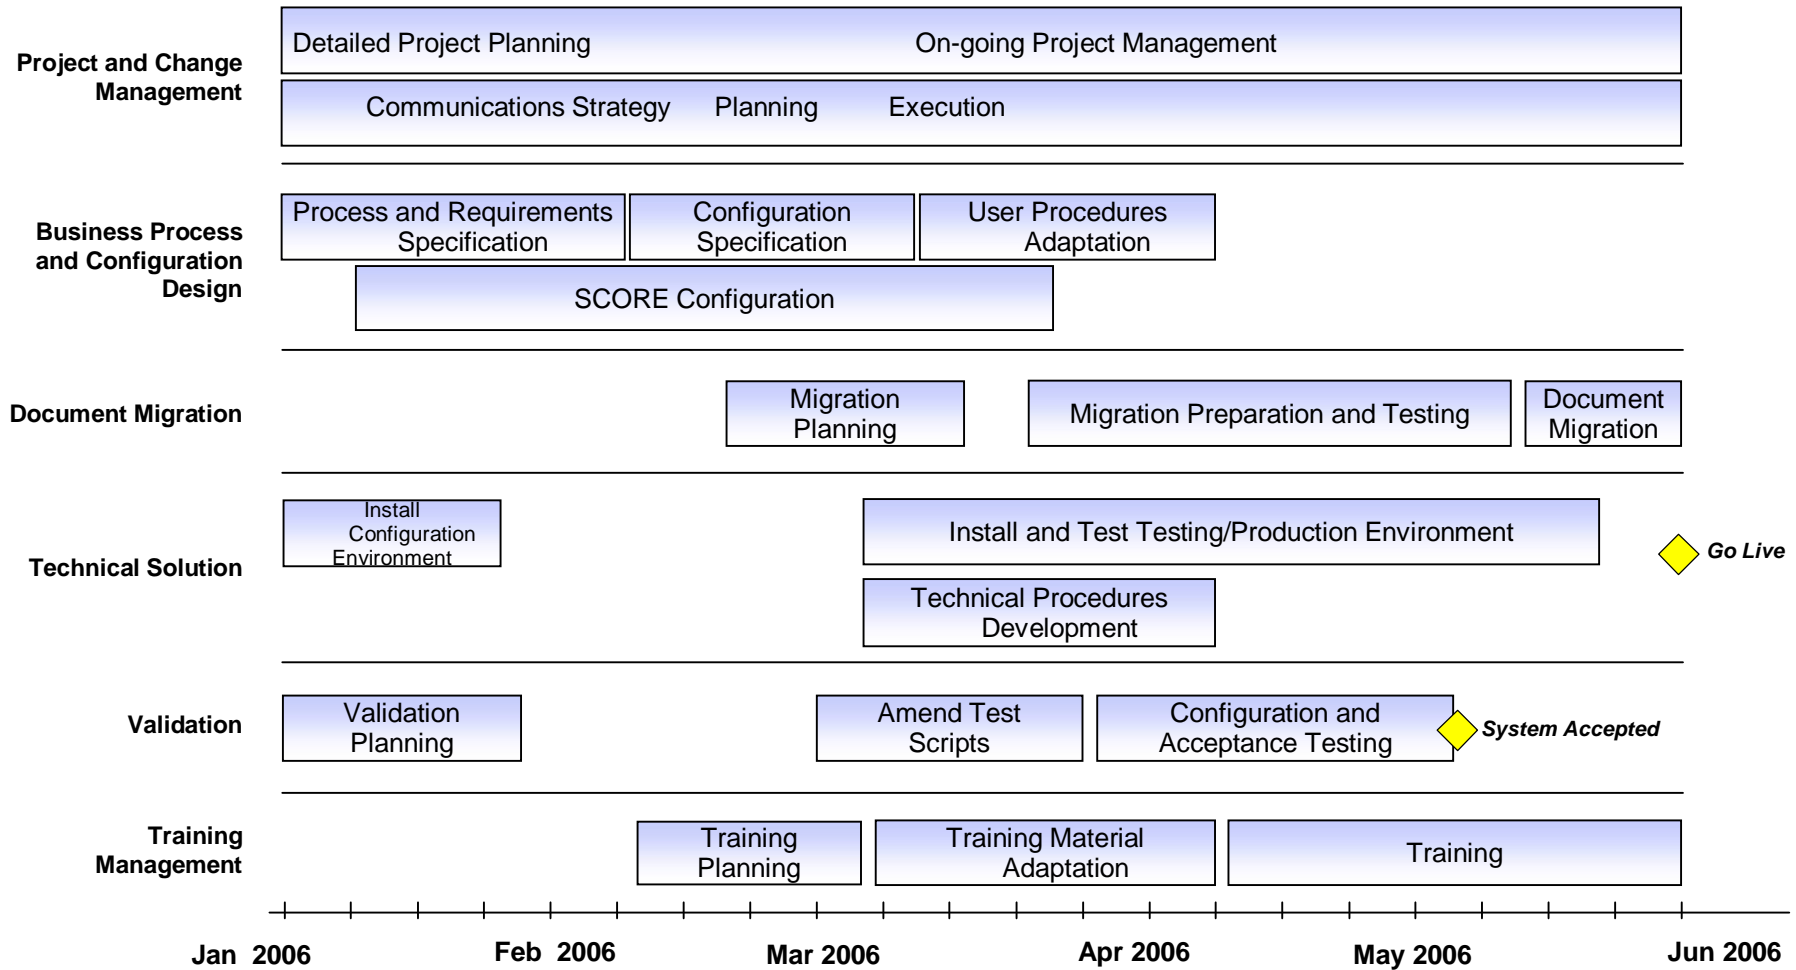 Detailed Project Planning On-going Project Management
Project and Change
Management
Communications Strategy Planning Execution
Business Process
and Configuration
Design
Process and Requirements
Specification
Configuration
Specification
User Procedures
Adaptation
SCORE Configuration
Document Migration
Migration
Planning
Migration Preparation and Testing
Document
Migration
Technical Solution
Install
Configuration
Environment
Install and Test Testing/Production Environment
Go Live
Technical Procedures
Development
Validation
Validation
Planning
Amend Test
Scripts
Configuration and
Acceptance Testing
System Accepted
Training
Management
Training
Planning
Training Material
Adaptation
Training
Jan 2006 Feb 2006 Mar 2006 Apr 2006 May 2006 Jun 2006